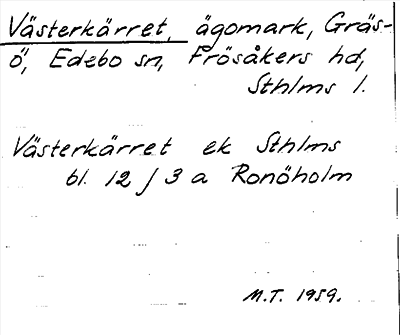 Västerkärret, ägomark, Gräs-
ö, Edebo sn, Frösåkers hd,
Sthlms l.
Västerkärret ek Sthlms
bl. 12 J 3 a Ronöholm
M.T. 1959.